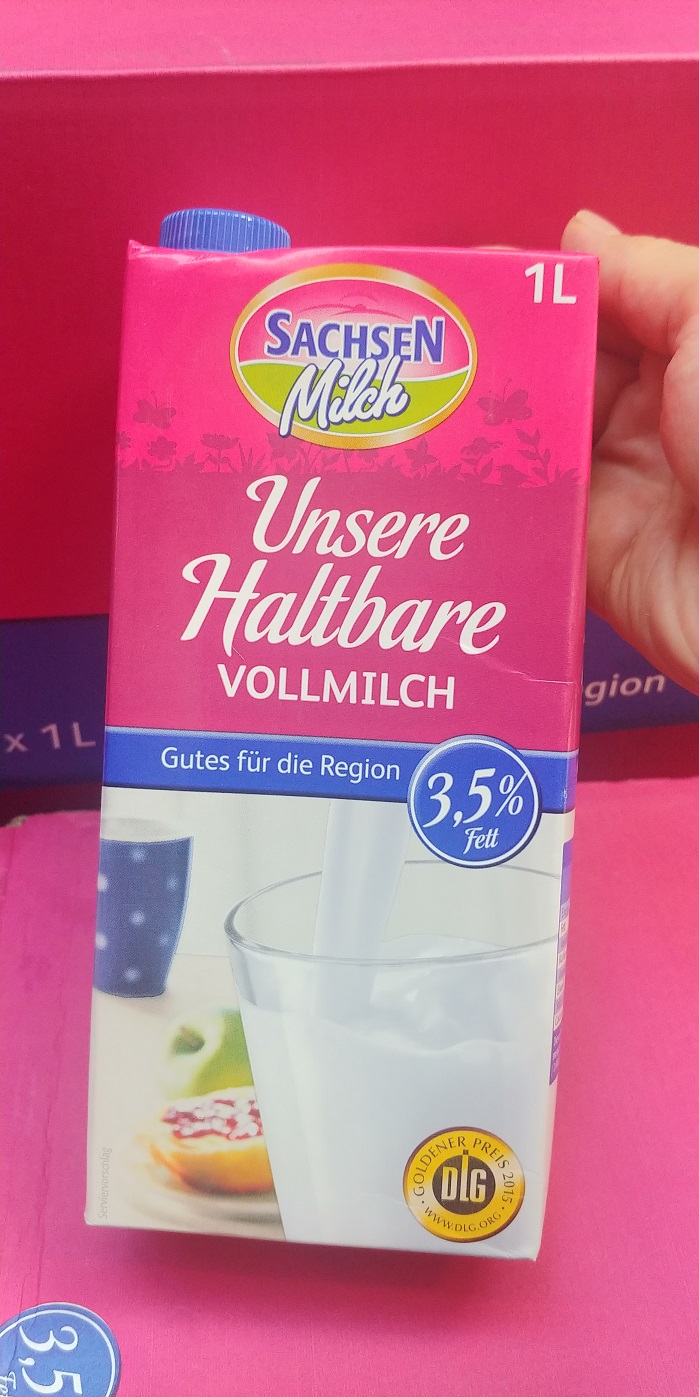 1L
SACHSEN
Milch
Unsere
Haltbare
VOLLMILCH
Gutes für die Region
3,5%
Fett
x 1L
gion
Serviervorschlag
GOLDENER PREIS 2015
DLG
WWW.DLG.ORG
3,5